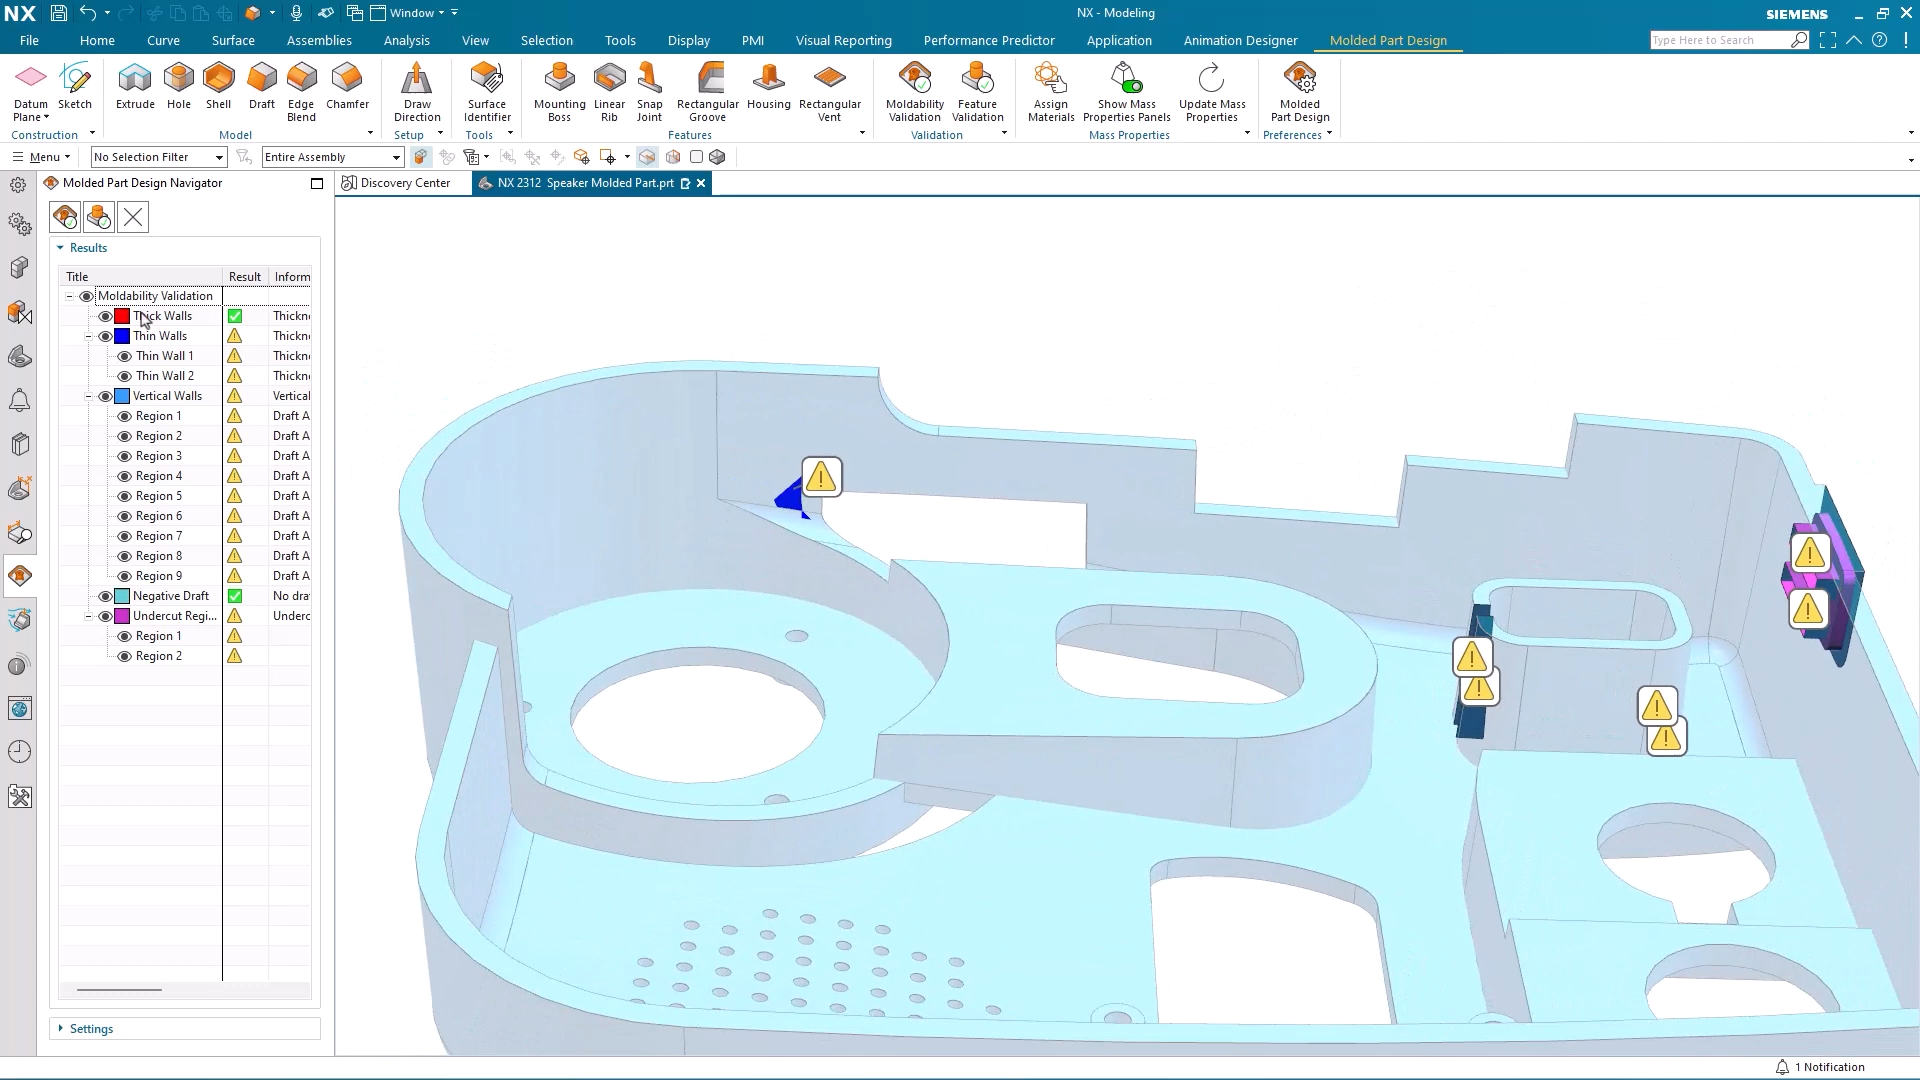 NX Window NX - Modeling SIEMENS
File Home Curve Surface Assemblies Analysis View Selection Tools Display PMI Visual Reporting Performance Predictor Application Animation Designer Molded Part Design Type Here to Search
Datum Plane Sketch Extrude Hole Shell Draft Edge Blend Chamfer Draw Direction Surface Identifier Mounting Boss Linear Rib Snap Joint Rectangular Groove Housing Rectangular Vent Moldability Validation Feature Validation Assign Materials Show Mass Properties Panels Update Mass Properties Molded Part Design
Construction Model Setup Tools Features Validation Mass Properties Preferences
Menu No Selection Filter Entire Assembly
Molded Part Design Navigator Discovery Center NX 2312 Speaker Molded Part.prt
Results
Title Result Inform
Moldability Validation
Thick Walls Thickn
Thin Walls Thickn
Thin Wall 1 Thickn
Thin Wall 2 Thickn
Vertical Walls Vertical
Region 1 Draft A
Region 2 Draft A
Region 3 Draft A
Region 4 Draft A
Region 5 Draft A
Region 6 Draft A
Region 7 Draft A
Region 8 Draft A
Region 9 Draft A
Negative Draft No dra
Undercut Regi... Underc
Region 1
Region 2
Settings
1 Notification